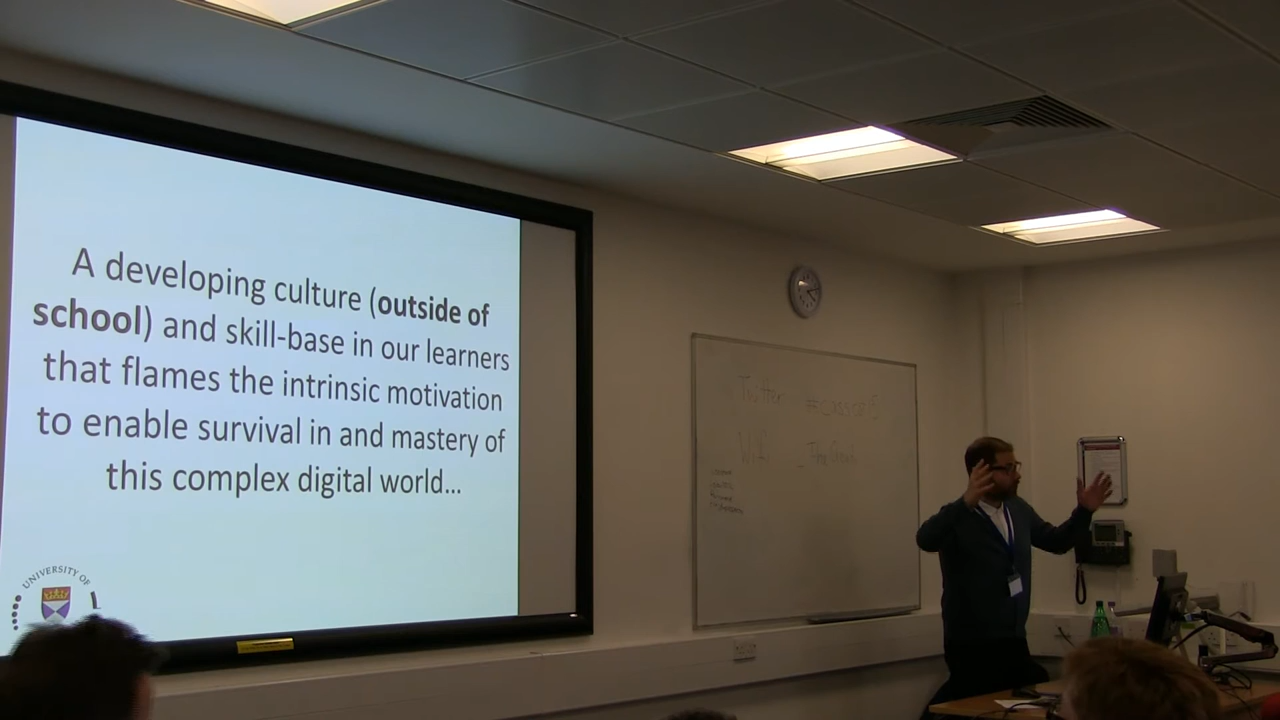 A developing culture (outside of
school) and skill-base in our learners
that flames the intrinsic motivation
to enable survival in and mastery of
this complex digital world...
UNIVERSITY OF
Twitter